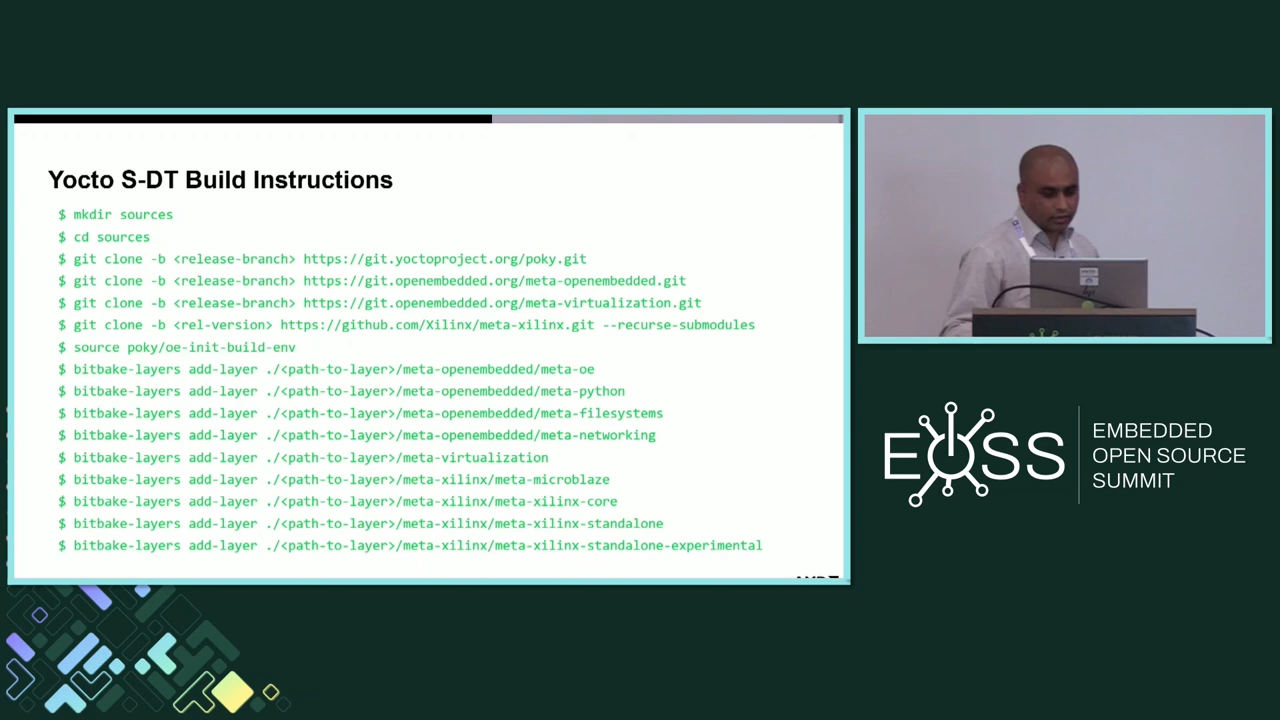 Yocto S-DT Build Instructions
$ mkdir sources
$ cd sources
$ git clone -b <release-branch> https://git.yoctoproject.org/poky.git
$ git clone -b <release-branch> https://git.openembedded.org/meta-openembedded.git
$ git clone -b <release-branch> https://git.openembedded.org/meta-virtualization.git
$ git clone -b <rel-version> https://github.com/Xilinx/meta-xilinx.git --recurse-submodules
$ source poky/oe-init-build-env
$ bitbake-layers add-layer ./<path-to-layer>/meta-openembedded/meta-oe
$ bitbake-layers add-layer ./<path-to-layer>/meta-openembedded/meta-python
$ bitbake-layers add-layer ./<path-to-layer>/meta-openembedded/meta-filesystems
$ bitbake-layers add-layer ./<path-to-layer>/meta-openembedded/meta-networking
$ bitbake-layers add-layer ./<path-to-layer>/meta-virtualization
$ bitbake-layers add-layer ./<path-to-layer>/meta-xilinx/meta-microblaze
$ bitbake-layers add-layer ./<path-to-layer>/meta-xilinx/meta-xilinx-core
$ bitbake-layers add-layer ./<path-to-layer>/meta-xilinx/meta-xilinx-standalone
$ bitbake-layers add-layer ./<path-to-layer>/meta-xilinx/meta-xilinx-standalone-experimental
EOSS
EMBEDDED
OPEN SOURCE
SUMMIT